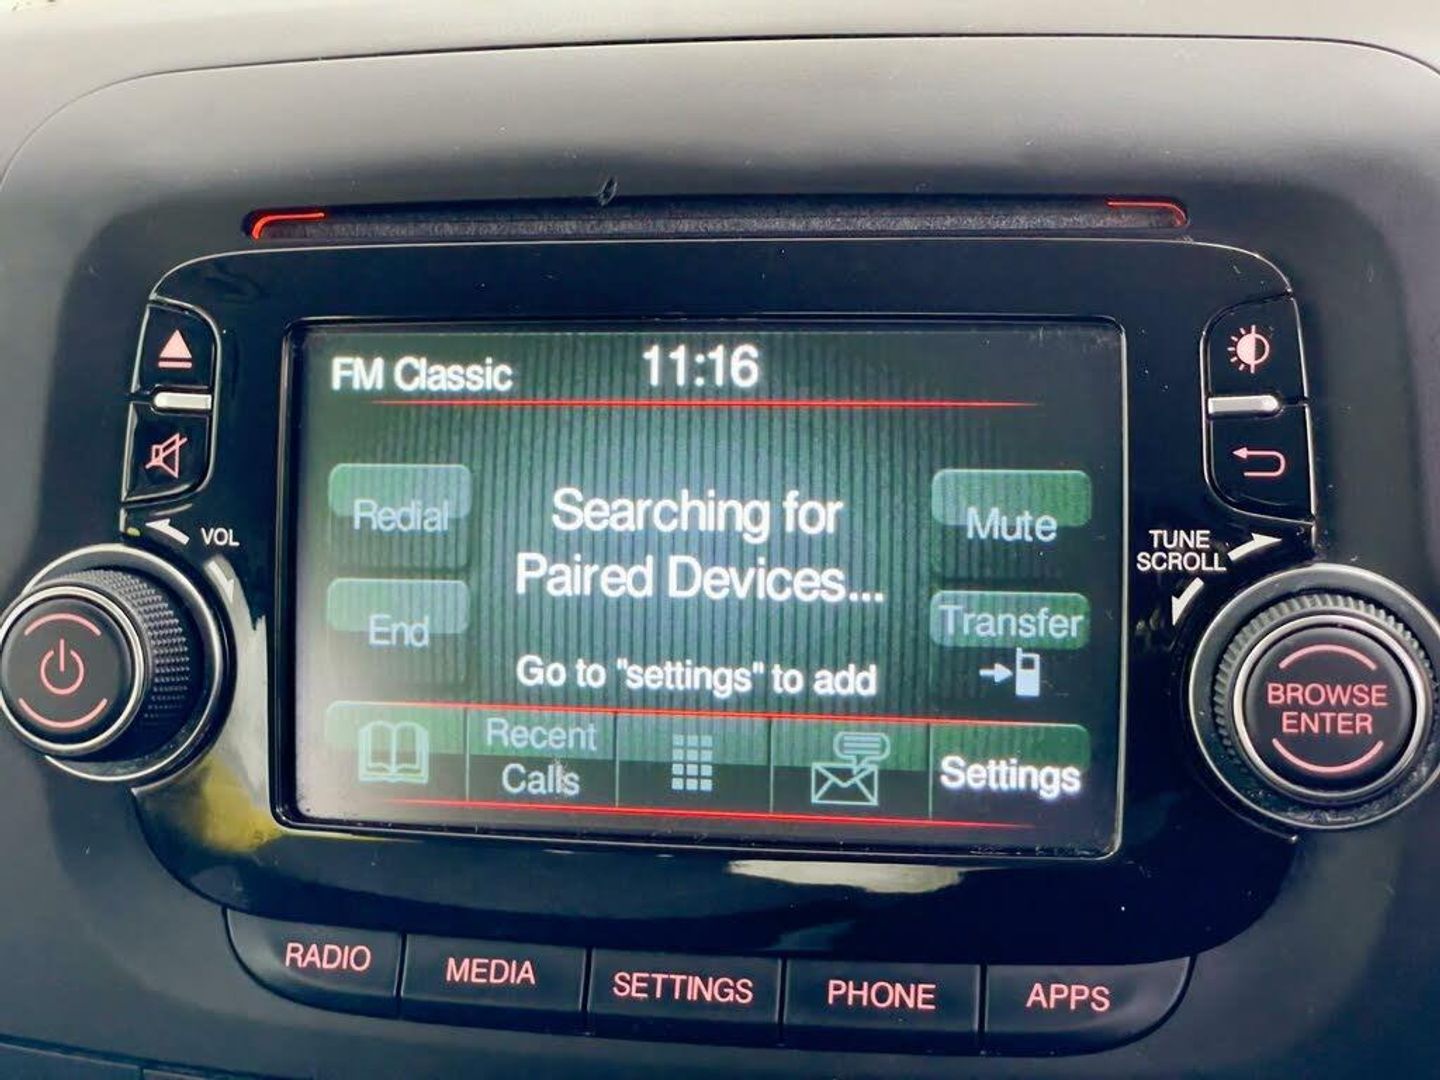 FM Classic 11:16
Redial
Searching for
Mute
Paired Devices...
End
Transfer
Go to "settings" to add
Recent
Calls
Settings
VOL
TUNE
SCROLL
BROWSE
ENTER
RADIO MEDIA SETTINGS PHONE APPS